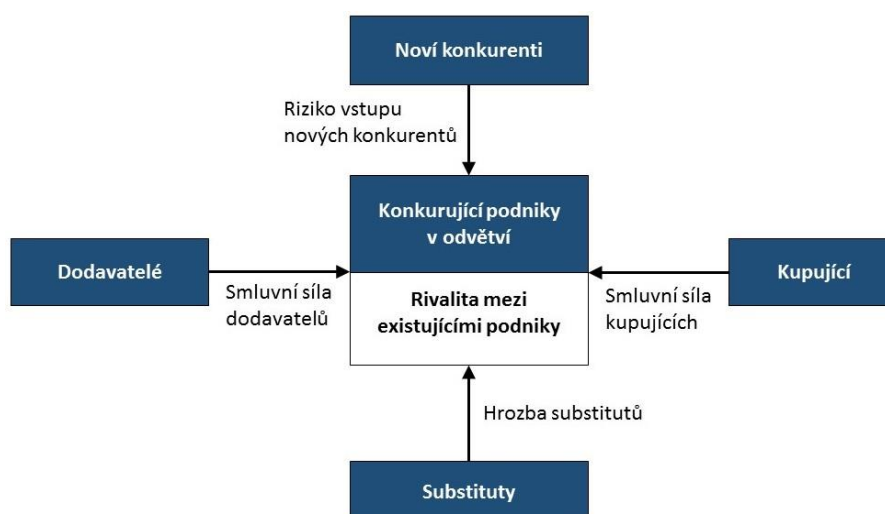 Noví konkurenti
Riziko vstupu
nových konkurentů
Konkurující podniky
v odvětví
Dodavatelé
Kupující
Smluvní síla
dodavatelů
Rivalita mezi
existujícími podniky
Smluvní síla
kupujících
Hrozba substitutů
Substituty